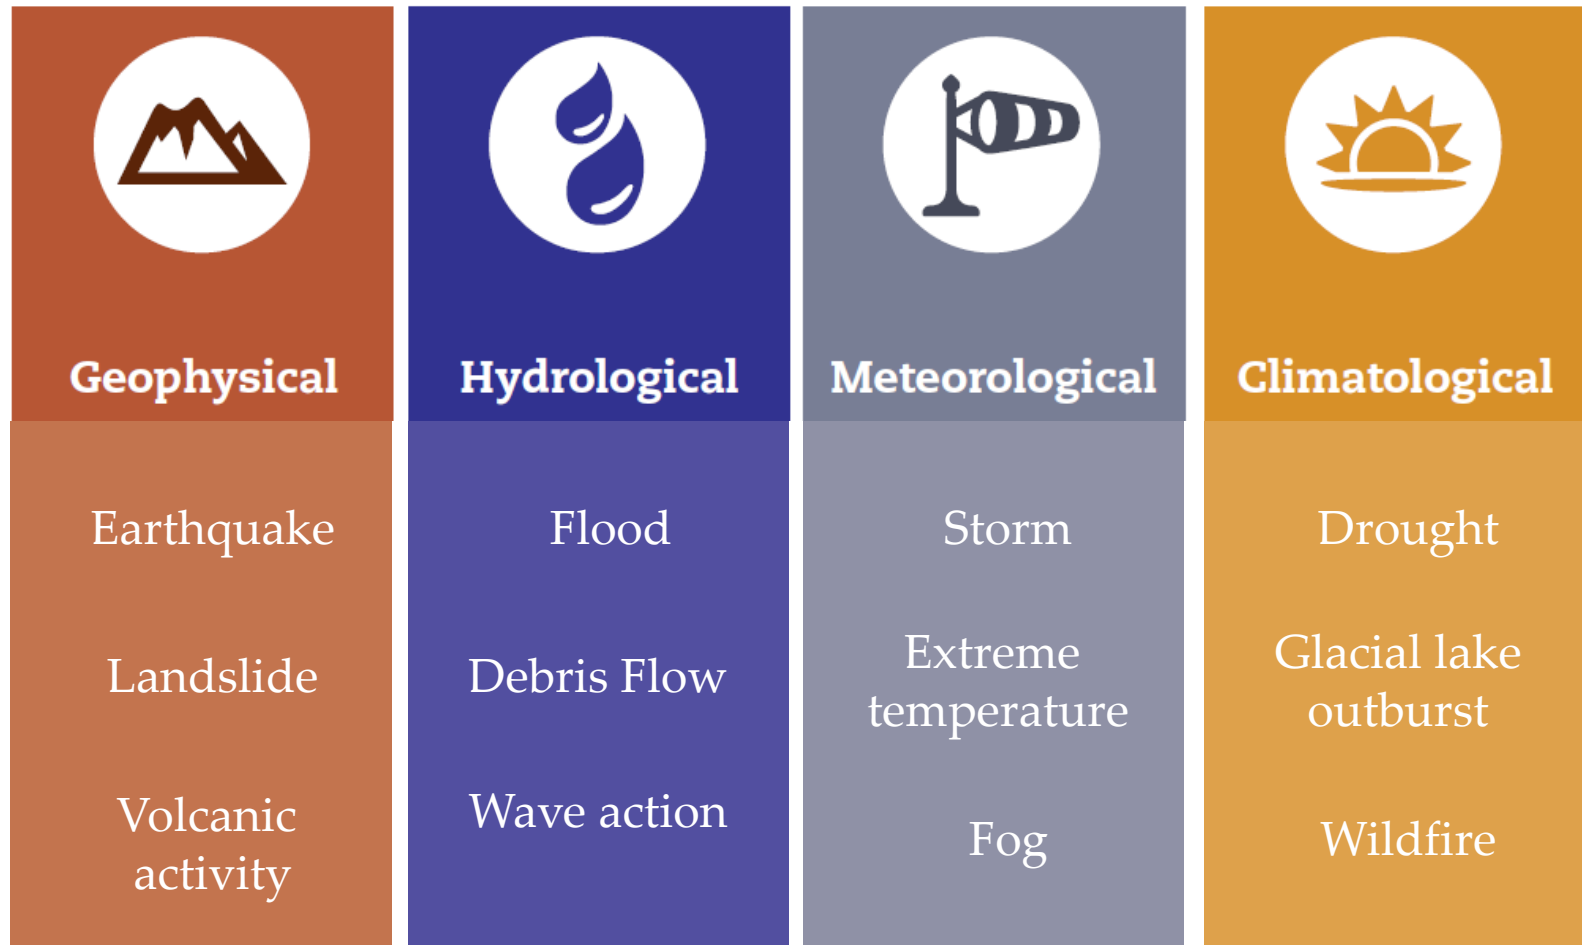 Geophysical
Earthquake
Landslide
Volcanic
activity
Hydrological
Flood
Debris Flow
Wave action
Meteorological
Storm
Extreme
temperature
Fog
Climatological
Drought
Glacial lake
outburst
Wildfire